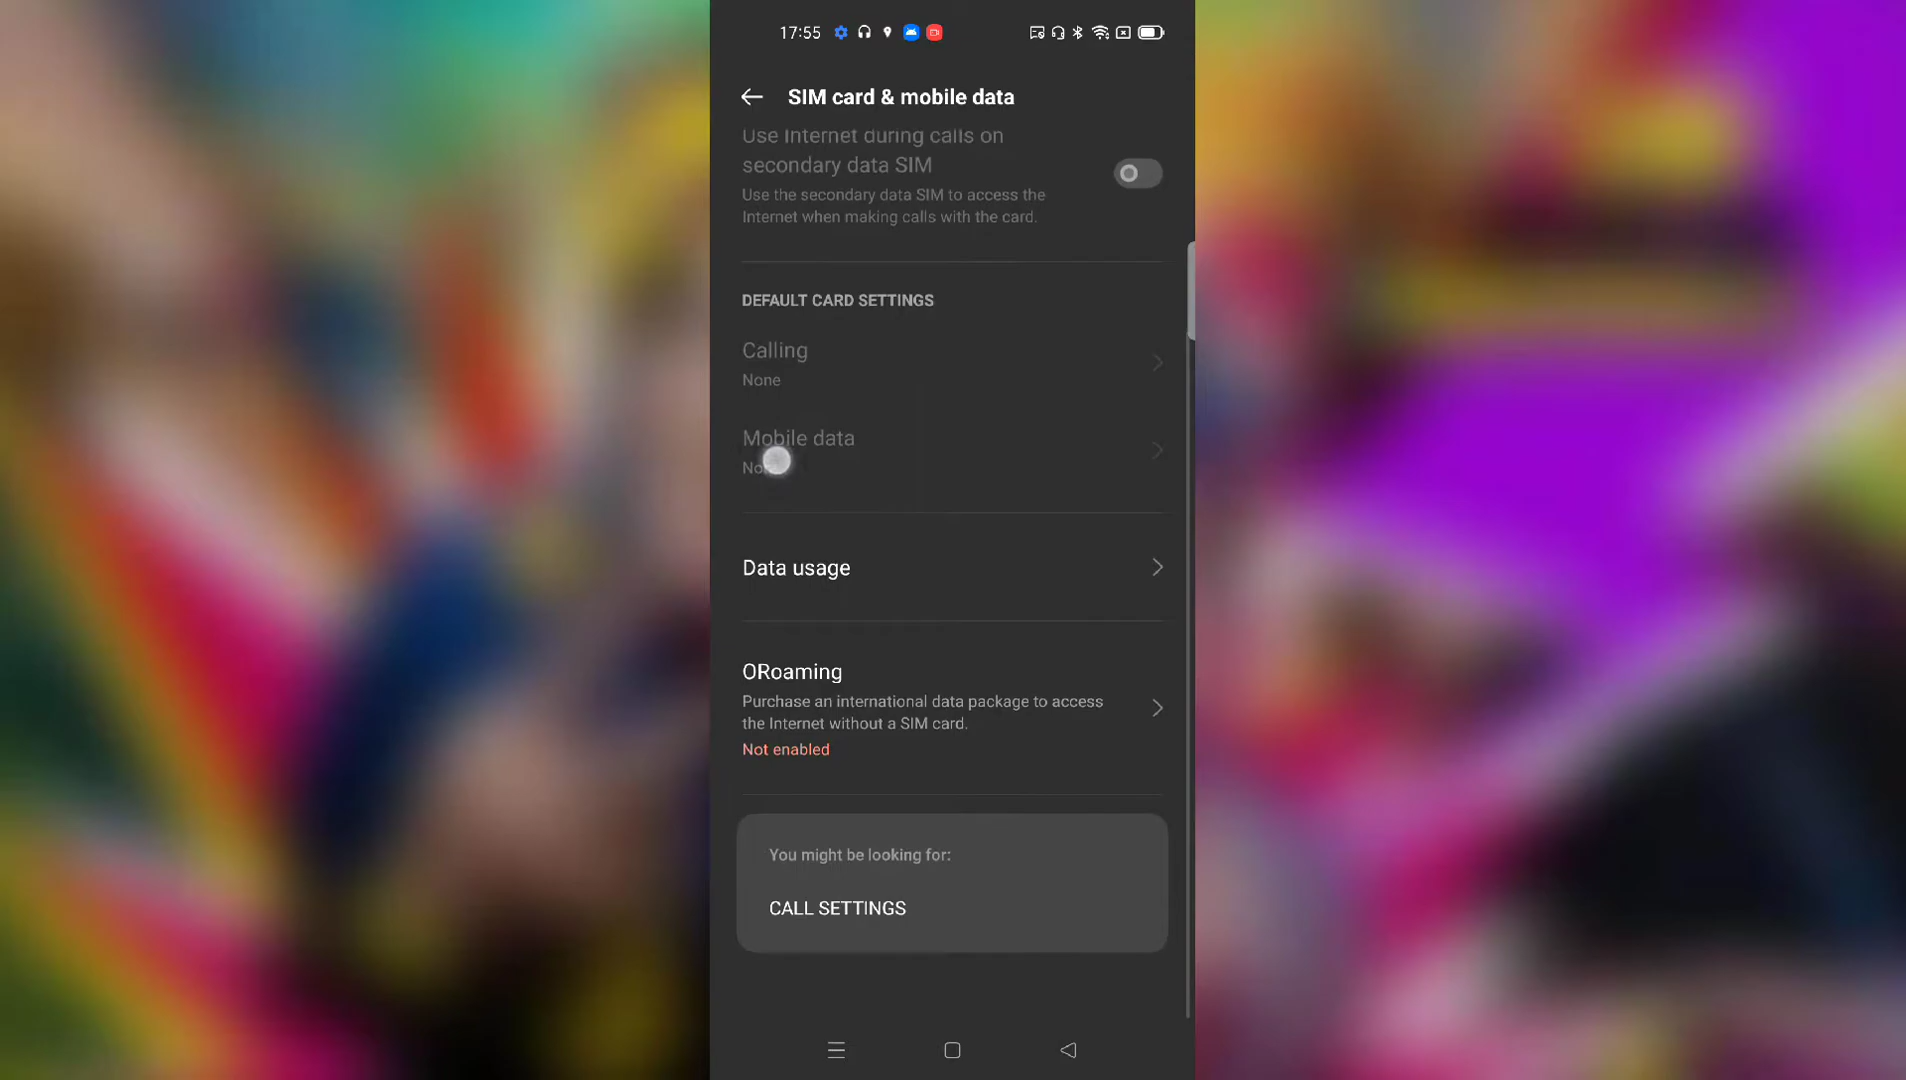 17:55
SIM card & mobile data
Use Internet during calls on
secondary data SIM
Use the secondary data SIM to access the
Internet when making calls with the card.
DEFAULT CARD SETTINGS
Calling
None
Mobile data
Data usage
ORoaming
Purchase an international data package to access
the Internet without a SIM card.
Not enabled
You might be looking for:
CALL SETTINGS